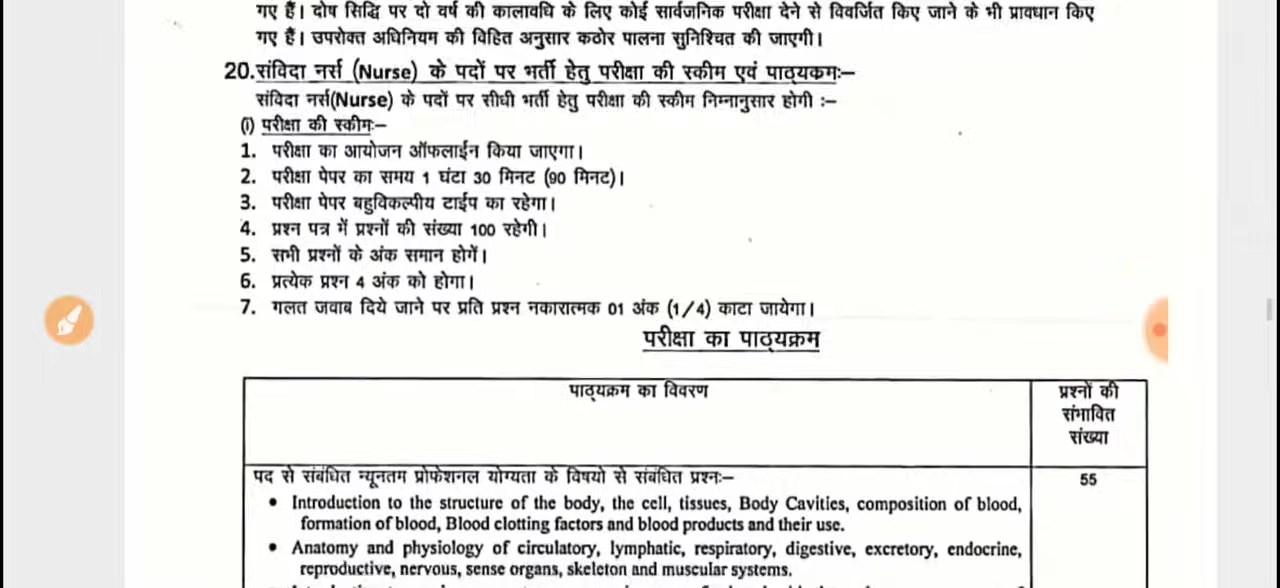 गए हैं। दोष सिद्धि पर दो वर्ष की कालावधि के लिए कोई सार्वजनिक परीक्षा देने से विवर्जित किए जाने के भी प्रावधान किए
गए हैं। उपरोक्त अधिनियम की विहित अनुसार कठोर पालना सुनिश्चित की जाएगी।
20.संविदा नर्स (Nurse) के पदों पर भर्ती हेतु परीक्षा की स्कीम एवं पाठ्यकमः–
संविदा नर्स(Nurse) के पदों पर सीधी भर्ती हेतु परीक्षा की स्कीम निम्नानुसार होगी :–
(i) परीक्षा की स्कीमः–
1. परीक्षा का आयोजन ऑफलाईन किया जाएगा।
2. परीक्षा पेपर का समय 1 घंटा 30 मिनट (90 मिनट)।
3. परीक्षा पेपर बहुविकल्पीय टाईप का रहेगा।
4. प्रश्न पत्र में प्रश्नों की संख्या 100 रहेगी।
5. सभी प्रश्नों के अंक समान होगें।
6. प्रत्येक प्रश्न 4 अंक को होगा।
7. गलत जवाब दिये जाने पर प्रति प्रश्न नकारात्मक 01 अंक (1/4) काटा जायेगा।
परीक्षा का पाठ्यक्रम
पाठ्यक्रम का विवरण
प्रश्नों की
संभावित
संख्या
पद से संबंधित न्यूनतम प्रोफेशनल योग्यता के विषयो से संबंधित प्रश्नः–
55
• Introduction to the structure of the body, the cell, tissues, Body Cavities, composition of blood,
formation of blood, Blood clotting factors and blood products and their use.
• Anatomy and physiology of circulatory, lymphatic, respiratory, digestive, excretory, endocrine,
reproductive, nervous, sense organs, skeleton and muscular systems.